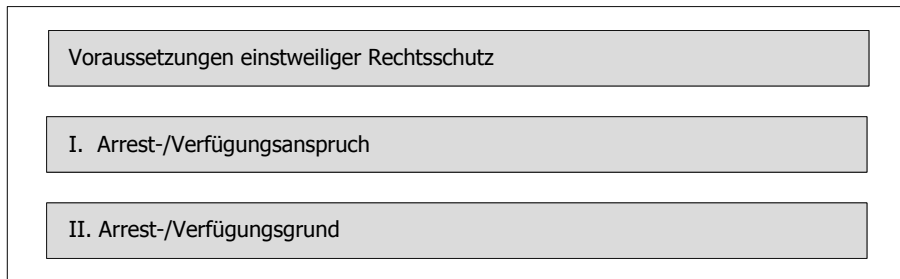 Voraussetzungen einstweiliger Rechtsschutz
I. Arrest-/Verfügungsanspruch
II. Arrest-/Verfügungsgrund